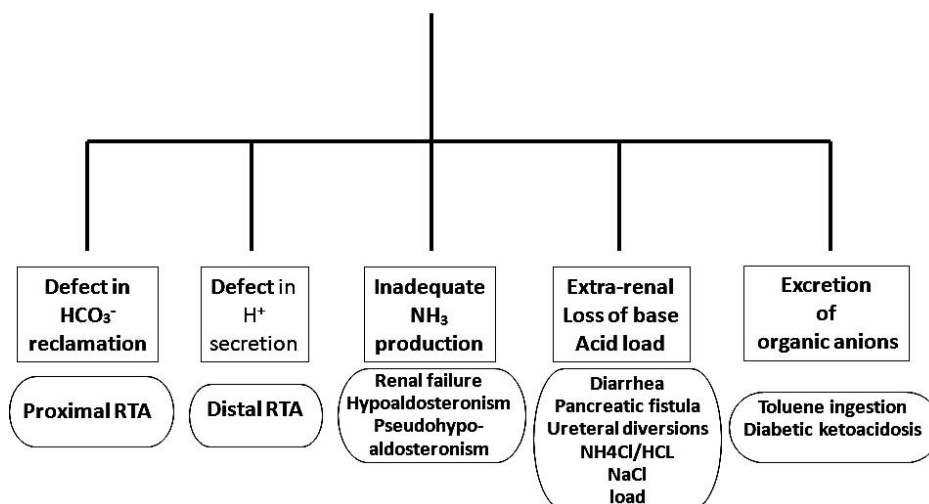 Defect in
HCO₃⁻
reclamation
Proximal RTA
Defect in
H⁺
secretion
Distal RTA
Inadequate
NH₃
production
Renal failure
Hypoaldosteronism
Pseudohypo-
aldosteronism
Extra-renal
Loss of base
Acid load
Diarrhea
Pancreatic fistula
Ureteral diversions
NH4Cl/HCL
NaCl
load
Excretion
of
organic anions
Toluene ingestion
Diabetic ketoacidosis